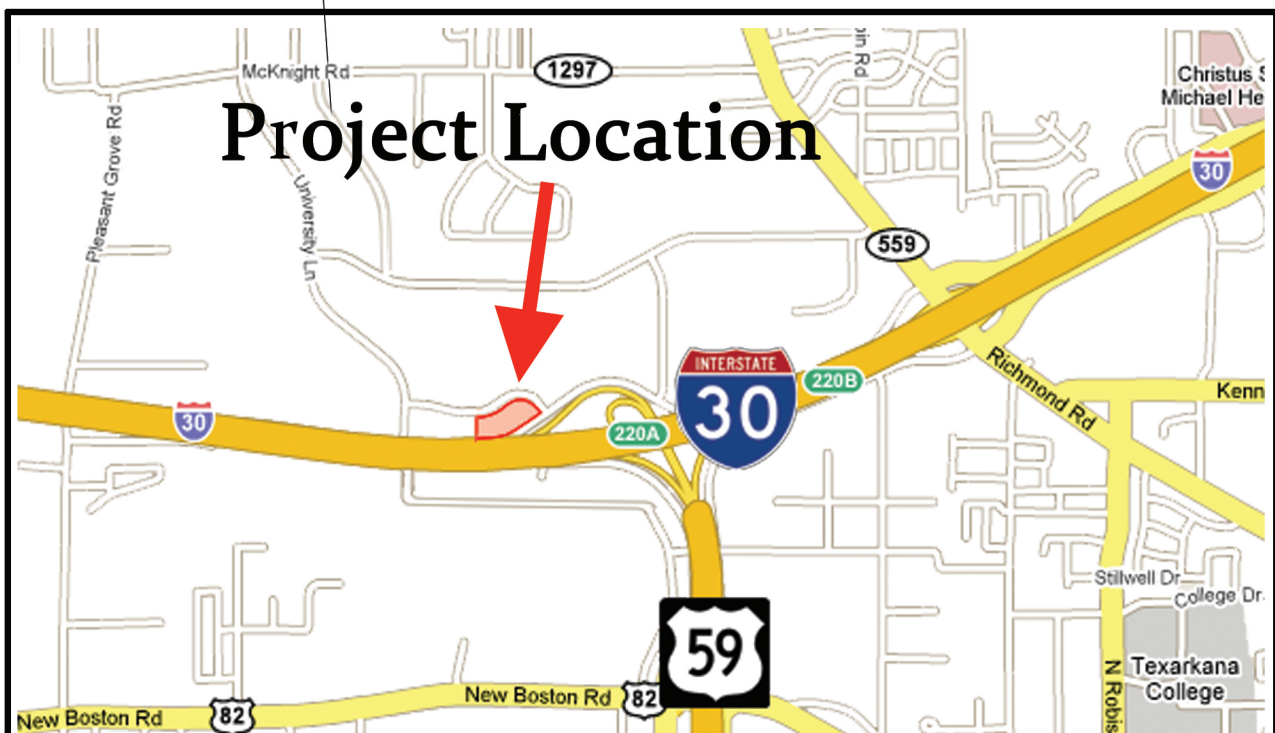 McKnight Rd
1297
bin Rd
Christus S
Michael He
Project Location
30
Pleasant Grove Rd
University Ln
559
INTERSTATE
30
220B
Richmond Rd
Kenn
30
220A
Stillwell Dr
College Dr
59
N Robis
Texarkana
College
New Boston Rd
82
New Boston Rd
82